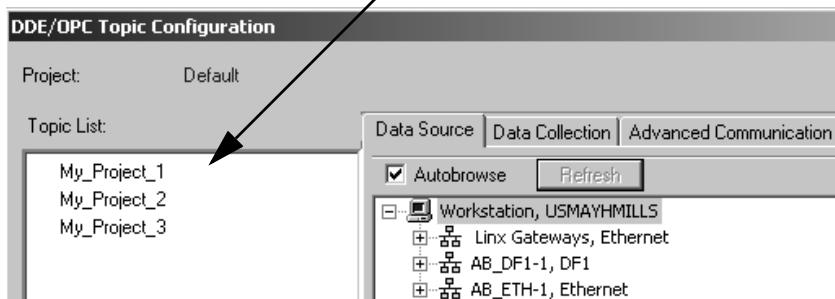 DDE/OPC Topic Configuration
Project: Default
Topic List:
My_Project_1
My_Project_2
My_Project_3
Data Source Data Collection Advanced Communication
Autobrowse Refresh
Workstation, USMAYHMILLS
Linx Gateways, Ethernet
AB_DF1-1, DF1
AB_ETH-1, Ethernet